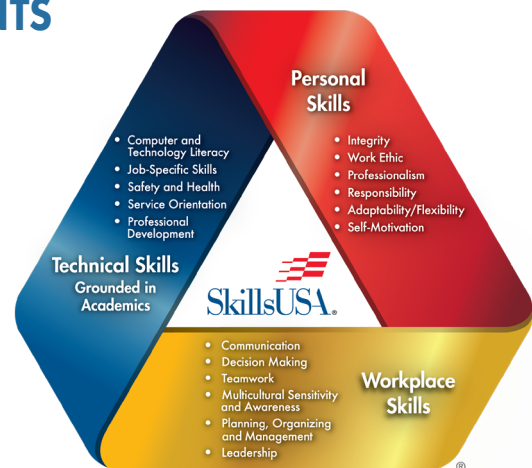 ITS
Personal
Skills
• Integrity
• Work Ethic
• Professionalism
• Responsibility
• Adaptability/Flexibility
• Self-Motivation
• Computer and
Technology Literacy
• Job-Specific Skills
• Safety and Health
• Service Orientation
• Professional
Development
Technical Skills
Grounded in
Academics
SkillsUSA®
• Communication
• Decision Making
• Teamwork
• Multicultural Sensitivity
and Awareness
• Planning, Organizing
and Management
• Leadership
Workplace
Skills
®